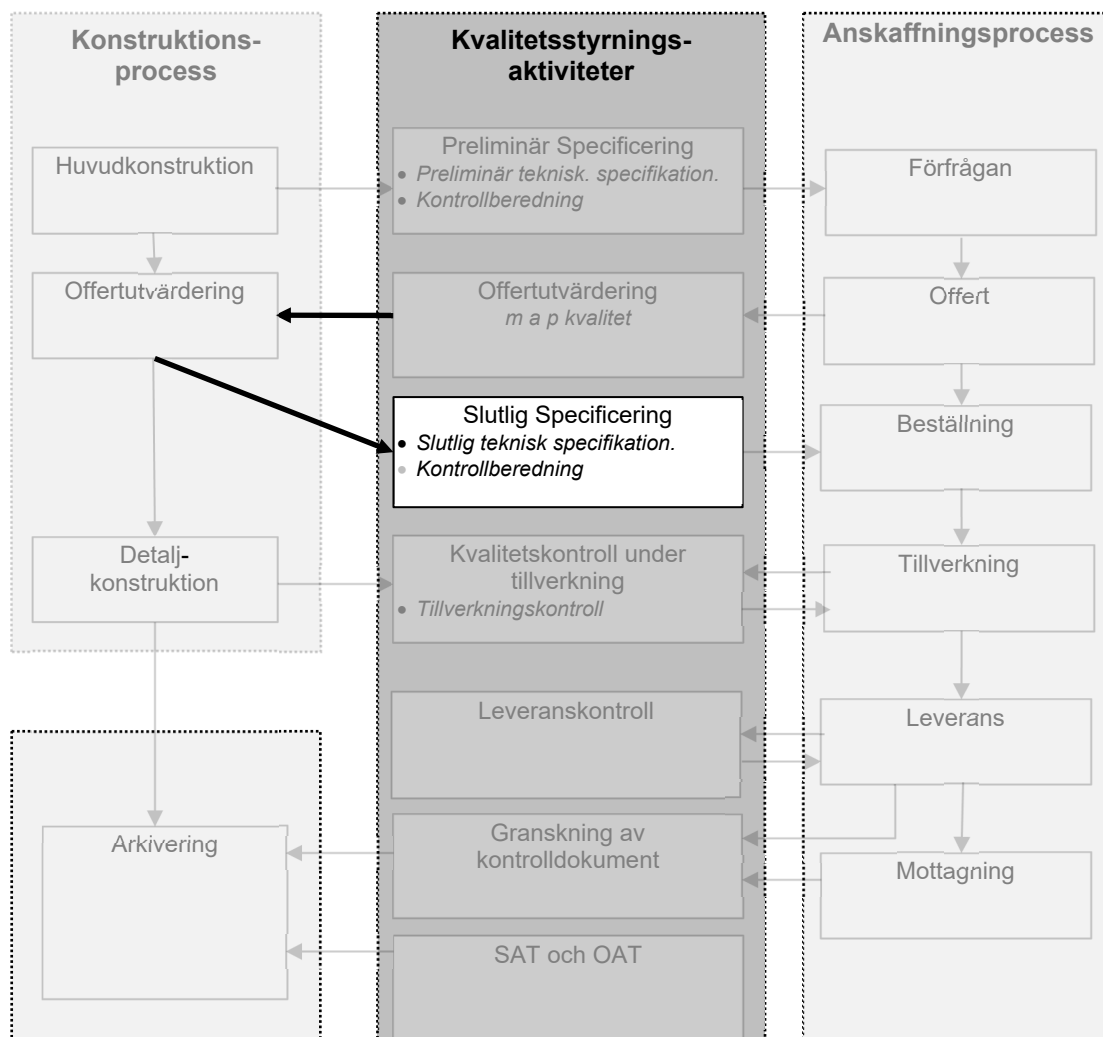 Konstruktions-
process
Huvudkonstruktion
Offertutvärdering
Detalj-
konstruktion
Arkivering
Kvalitetsstyrnings-
aktiviteter
Preliminär Specificering
• Preliminär teknisk. specifikation.
• Kontrollberedning
Offertutvärdering
m a p kvalitet
Slutlig Specificering
• Slutlig teknisk specifikation.
• Kontrollberedning
Kvalitetskontroll under
tillverkning
• Tillverkningskontroll
Leveranskontroll
Granskning av
kontrolldokument
SAT och OAT
Anskaffningsprocess
Förfrågan
Offert
Beställning
Tillverkning
Leverans
Mottagning